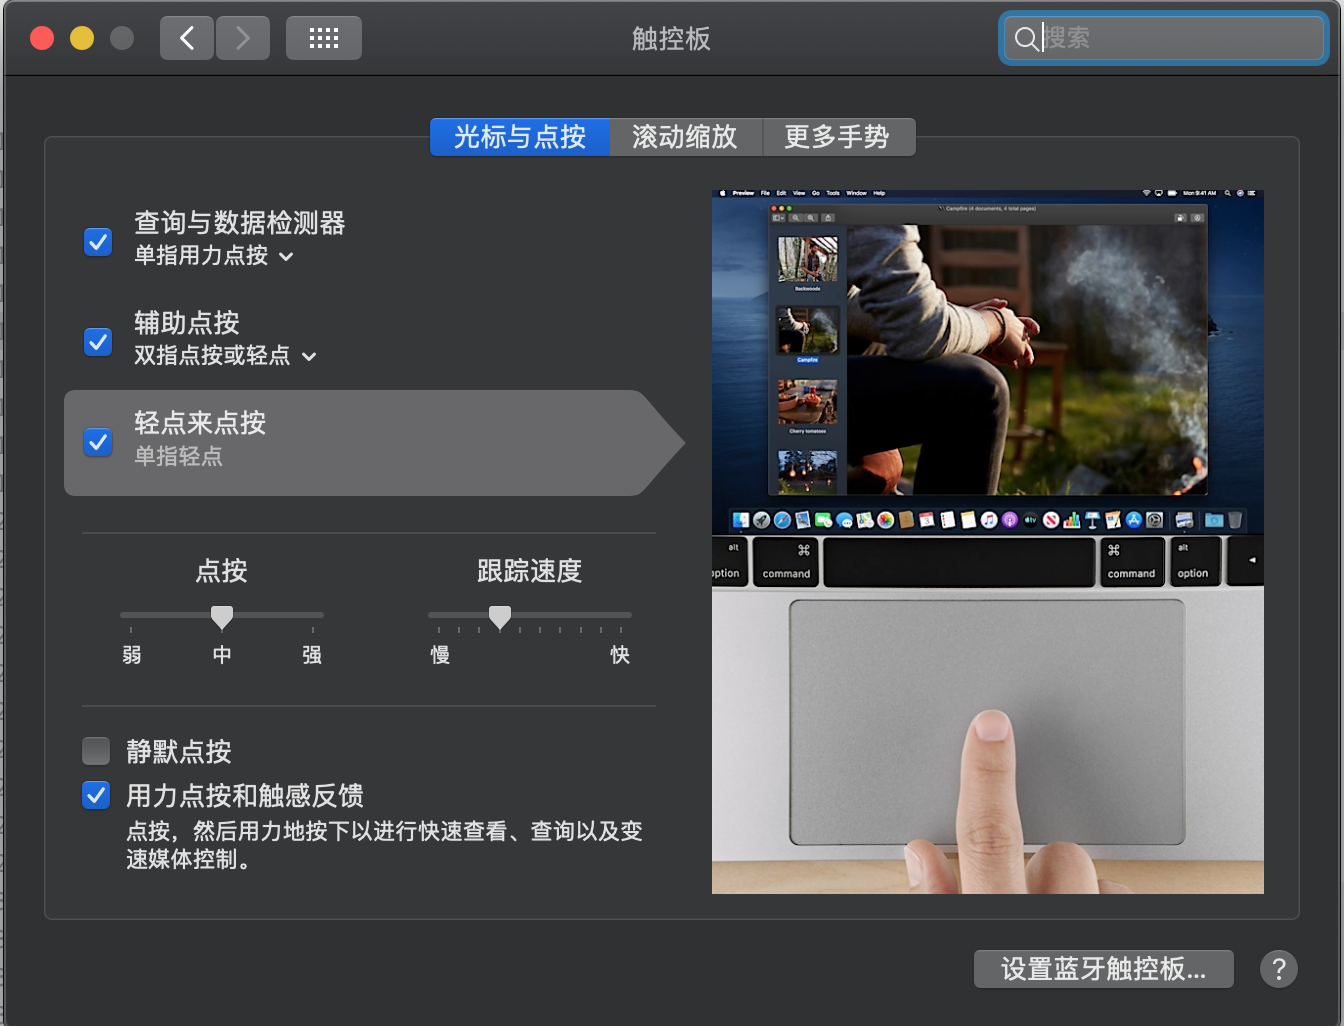 触控板
搜索
光标与点按
滚动缩放
更多手势
查询与数据检测器
单指用力点按
辅助点按
双指点按或轻点
轻点来点按
单指轻点
点按
弱
中
强
跟踪速度
慢
快
静默点按
用力点按和触感反馈
点按，然后用力地按下以进行快速查看、查询以及变
速媒体控制。
Preview File Edit View Go Tools Window Help
Mon 9:41 AM
Campfire (4 documents, 4 total pages)
Backwoods
Campfire
Cherry tomatoes
alt
ption
⌘
command
⌘
command
alt
option
设置蓝牙触控板...
?